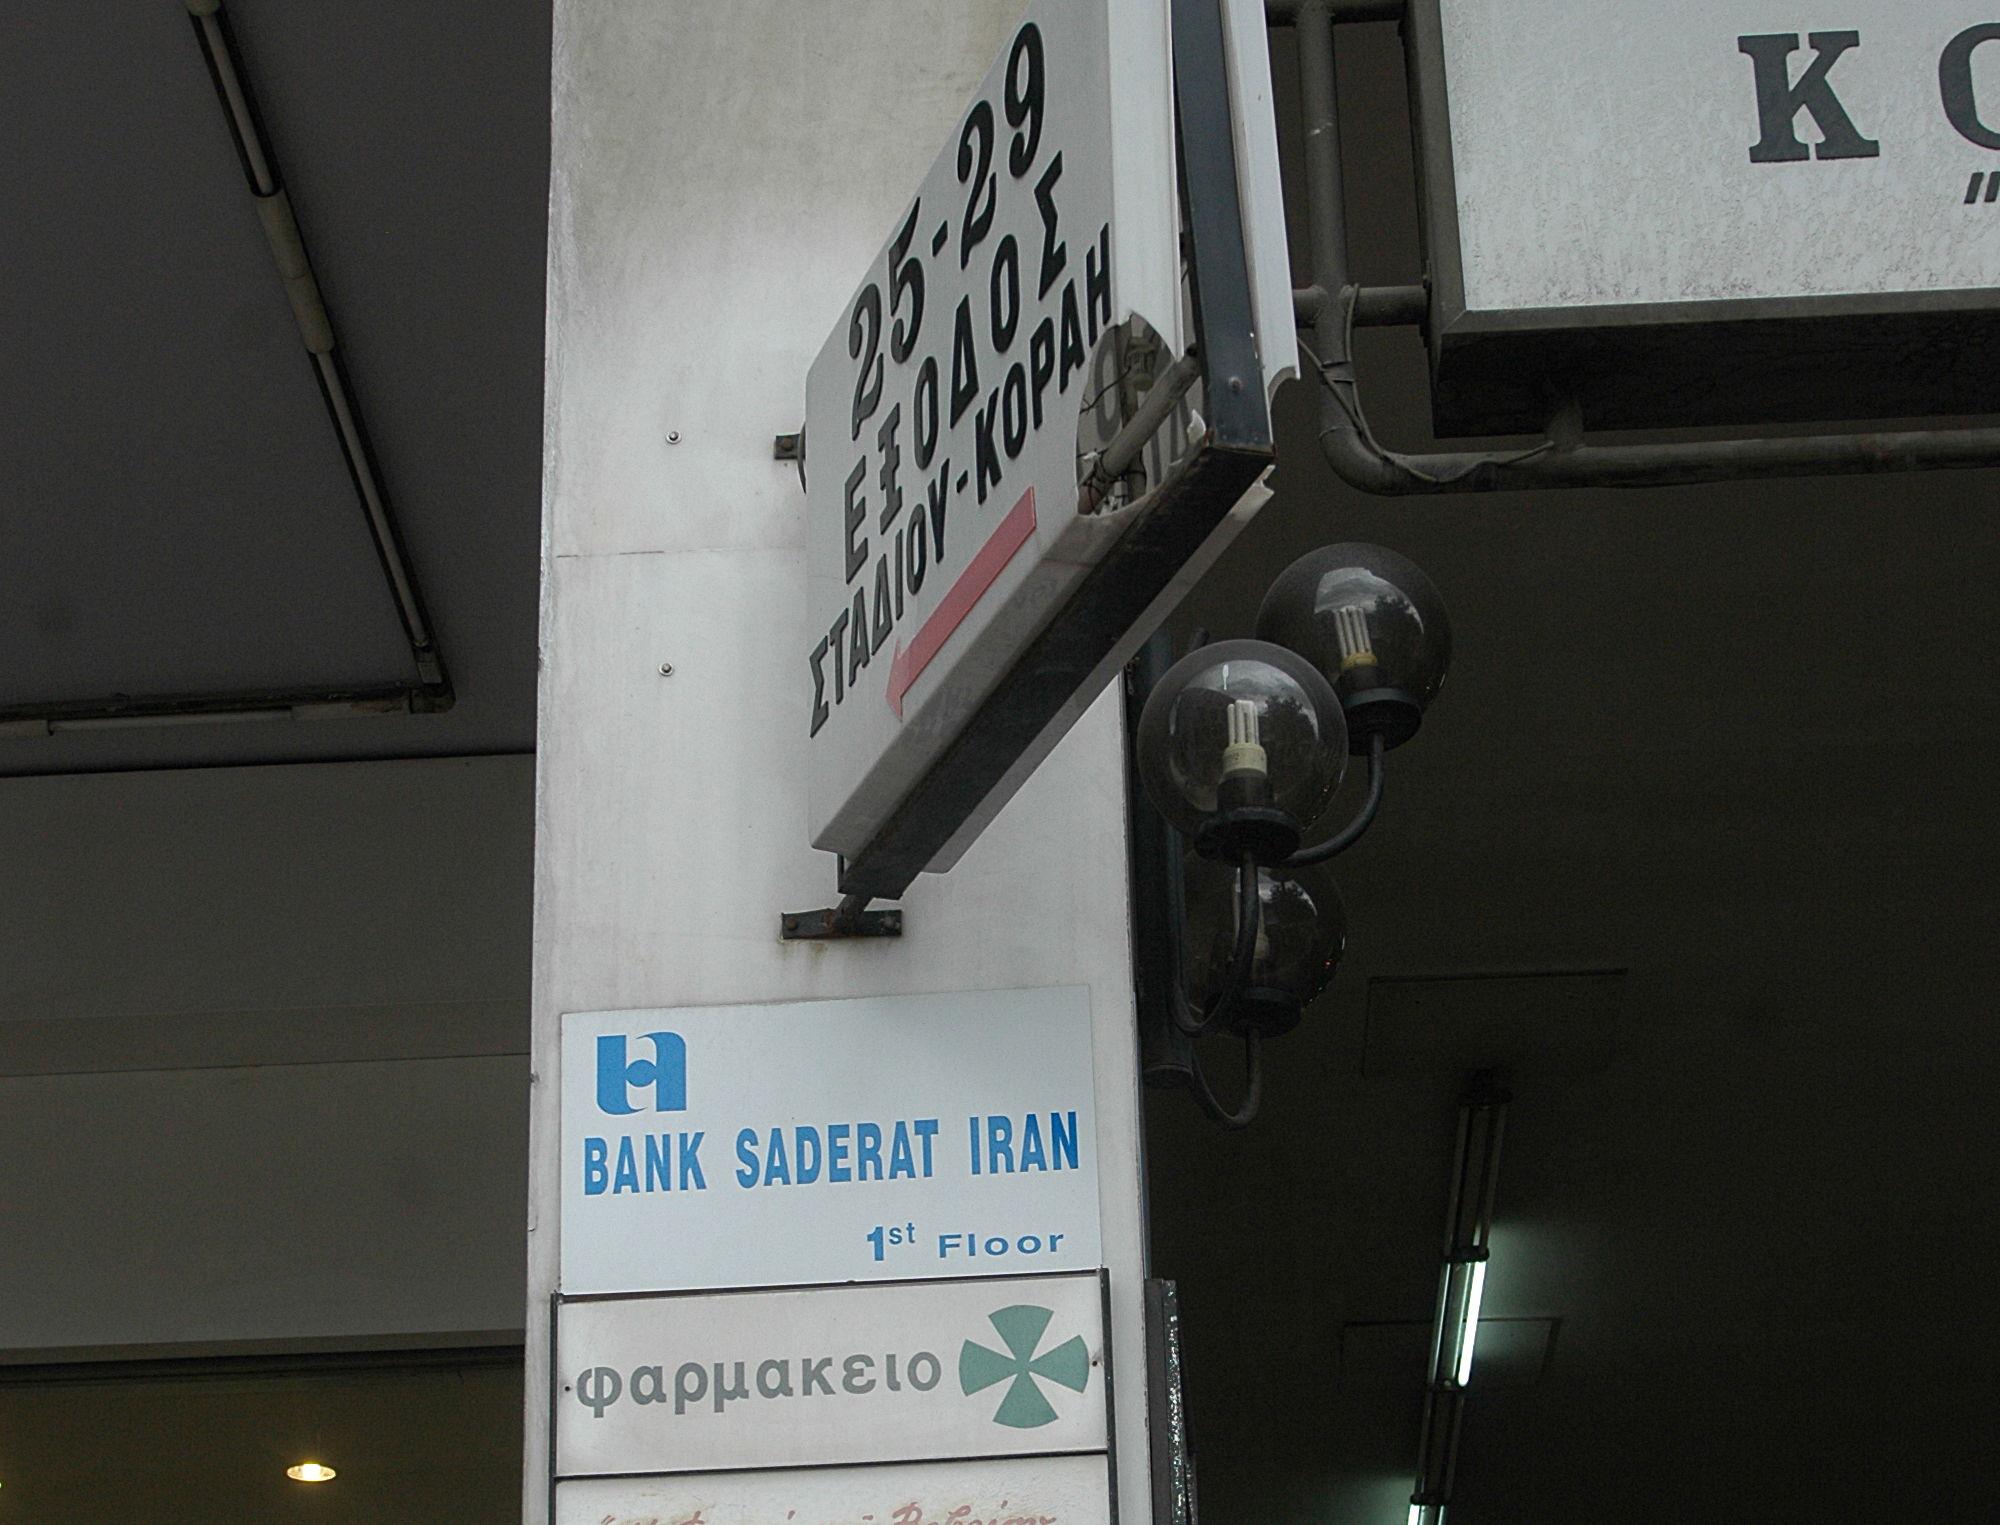 25-29
ΕΞΟΔΟΣ
ΣΤΑΔΙΟΥ-ΚΟΡΑΗ
BANK SADERAT IRAN
1st Floor
φαρμακειο